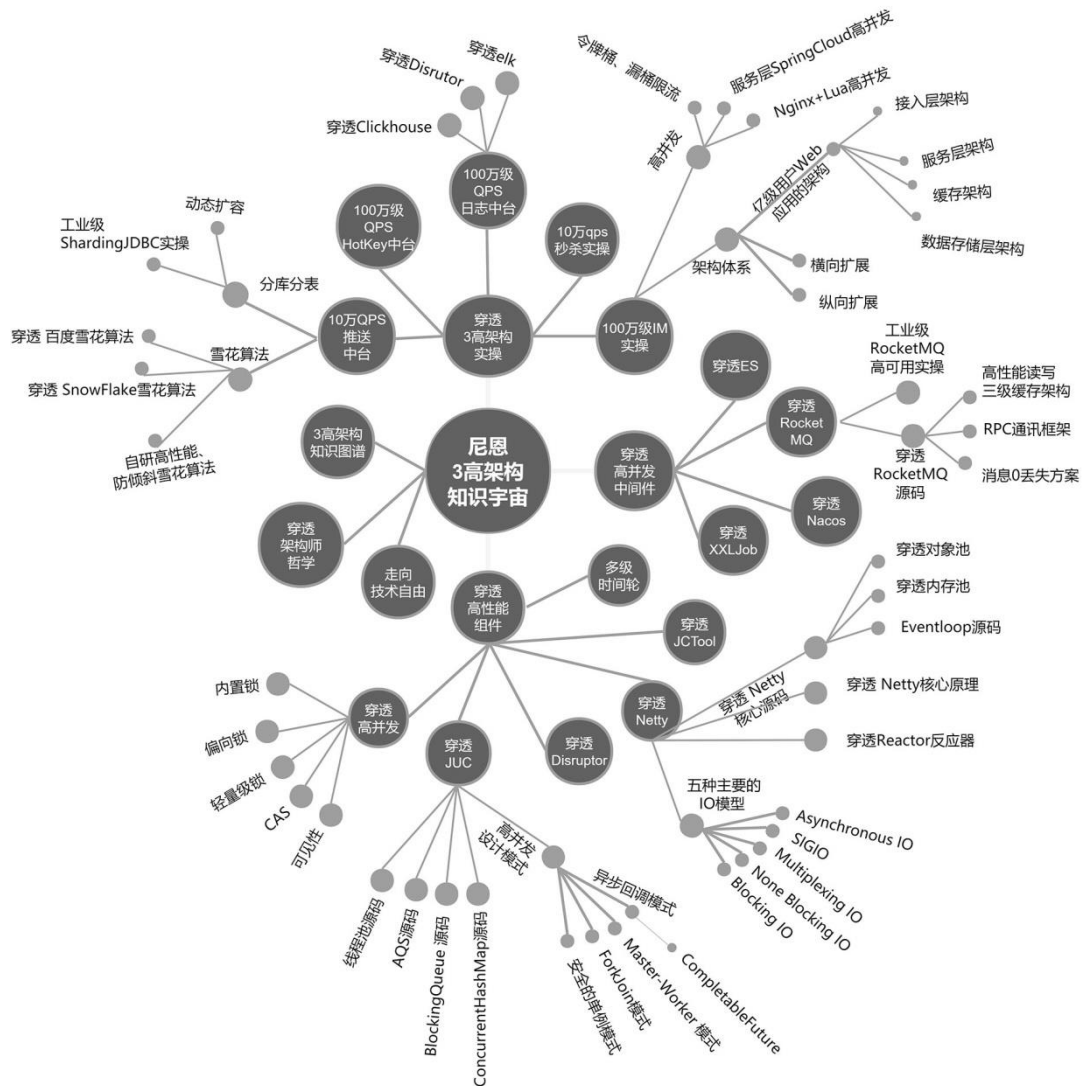 穿透elk
穿透Disrutor
穿透Clickhouse
100万级
QPS
日志中台
100万级
QPS
HotKey中台
10万qps
秒杀实操
令牌桶、漏桶限流
服务层SpringCloud高并发
Nginx+Lua高并发
高并发
接入层架构
服务层架构
缓存架构
数据存储层架构
亿级用户Web
应用的架构
架构体系
横向扩展
纵向扩展
动态扩容
工业级
ShardingJDBC实操
分库分表
穿透 百度雪花算法
雪花算法
穿透 SnowFlake雪花算法
自研高性能、
防倾斜雪花算法
10万QPS
推送
中台
穿透
3高架构
实操
100万级IM
实操
尼恩
3高架构
知识宇宙
3高架构
知识图谱
穿透
架构师
哲学
走向
技术自由
穿透
高并发
中间件
穿透ES
穿透
Rocket
MQ
工业级
RocketMQ
高可用实操
穿透
RocketMQ
源码
高性能读写
三级缓存架构
RPC通讯框架
消息0丢失方案
穿透
Nacos
穿透
XXLJob
穿透
高性能
组件
多级
时间轮
穿透
JCTool
穿透
Netty
穿透 Netty
核心源码
穿透对象池
穿透内存池
Eventloop源码
穿透 Netty核心原理
穿透Reactor反应器
五种主要的
IO模型
Asynchronous IO
SIGIO
Multiplexing IO
None Blocking IO
Blocking IO
穿透
Disruptor
穿透
JUC
高并发
设计模式
异步回调模式
CompletableFuture
Master-Worker 模式
ForkJoin模式
安全的单例模式
线程池源码
AQS源码
BlockingQueue 源码
ConcurrentHashMap源码
穿透
高并发
内置锁
偏向锁
轻量级锁
CAS
可见性